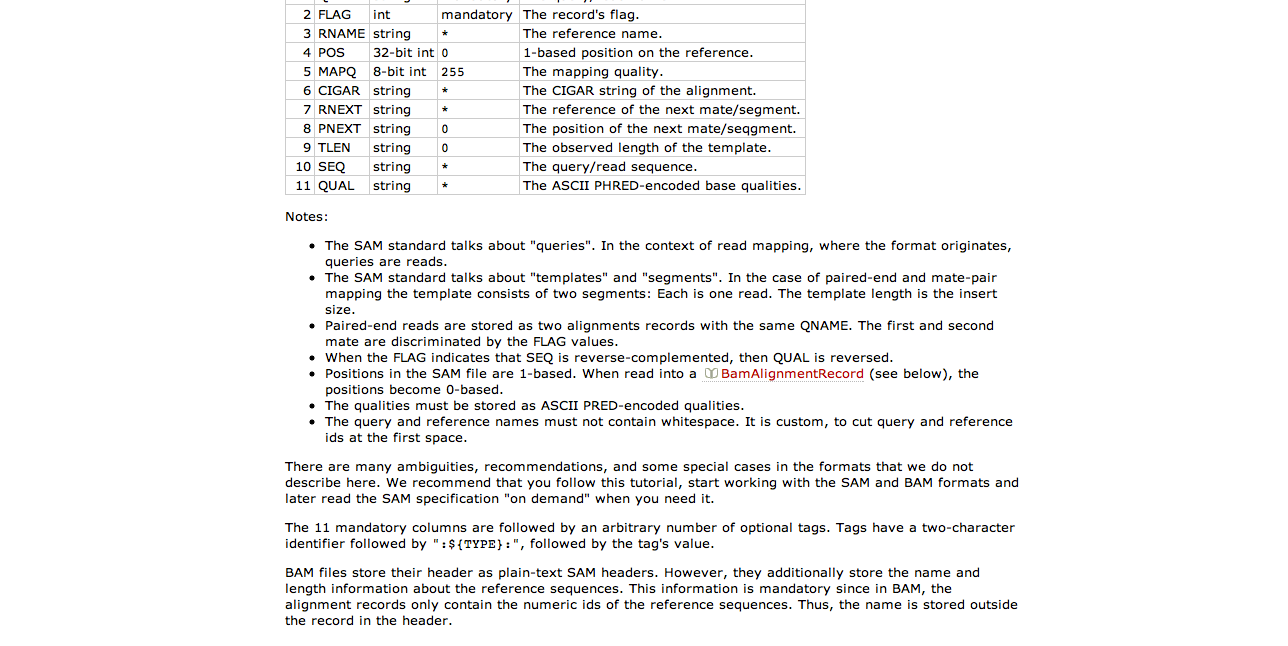 2 FLAG int mandatory The record's flag.
3 RNAME string * The reference name.
4 POS 32-bit int 0 1-based position on the reference.
5 MAPQ 8-bit int 255 The mapping quality.
6 CIGAR string * The CIGAR string of the alignment.
7 RNEXT string * The reference of the next mate/segment.
8 PNEXT string 0 The position of the next mate/seqgment.
9 TLEN string 0 The observed length of the template.
10 SEQ string * The query/read sequence.
11 QUAL string * The ASCII PHRED-encoded base qualities.
Notes:
• The SAM standard talks about "queries". In the context of read mapping, where the format originates,
queries are reads.
• The SAM standard talks about "templates" and "segments". In the case of paired-end and mate-pair
mapping the template consists of two segments: Each is one read. The template length is the insert
size.
• Paired-end reads are stored as two alignments records with the same QNAME. The first and second
mate are discriminated by the FLAG values.
• When the FLAG indicates that SEQ is reverse-complemented, then QUAL is reversed.
• Positions in the SAM file are 1-based. When read into a BamAlignmentRecord (see below), the
positions become 0-based.
• The qualities must be stored as ASCII PRED-encoded qualities.
• The query and reference names must not contain whitespace. It is custom, to cut query and reference
ids at the first space.
There are many ambiguities, recommendations, and some special cases in the formats that we do not
describe here. We recommend that you follow this tutorial, start working with the SAM and BAM formats and
later read the SAM specification "on demand" when you need it.
The 11 mandatory columns are followed by an arbitrary number of optional tags. Tags have a two-character
identifier followed by ":${TYPE}:", followed by the tag's value.
BAM files store their header as plain-text SAM headers. However, they additionally store the name and
length information about the reference sequences. This information is mandatory since in BAM, the
alignment records only contain the numeric ids of the reference sequences. Thus, the name is stored outside
the record in the header.